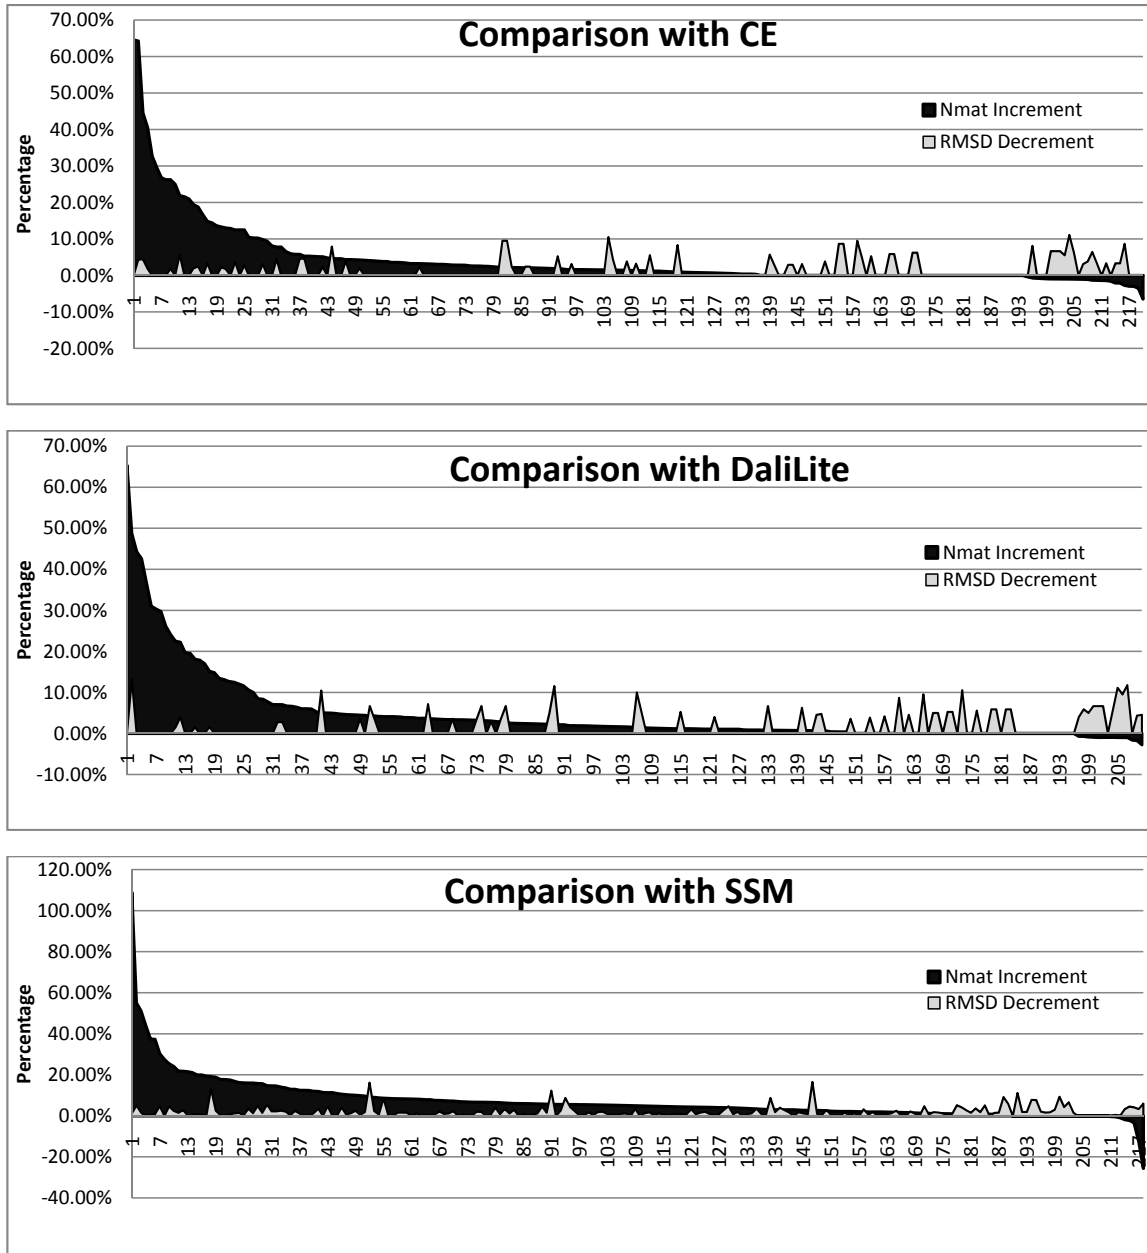 Comparison with CE
70.00%
60.00%
50.00%
40.00%
30.00%
20.00%
10.00%
0.00%
-10.00%
-20.00%
Percentage
Nmat Increment
RMSD Decrement
1 7 13 19 25 31 37 43 49 55 61 67 73 79 85 91 97 103 109 115 121 127 133 139 145 151 157 163 169 175 181 187 193 199 205 211 217
Comparison with DaliLite
70.00%
60.00%
50.00%
40.00%
30.00%
20.00%
10.00%
0.00%
-10.00%
Percentage
Nmat Increment
RMSD Decrement
1 7 13 19 25 31 37 43 49 55 61 67 73 79 85 91 97 103 109 115 121 127 133 139 145 151 157 163 169 175 181 187 193 199 205
Comparison with SSM
120.00%
100.00%
80.00%
60.00%
40.00%
20.00%
0.00%
-20.00%
-40.00%
Percentage
Nmat Increment
RMSD Decrement
1 7 13 19 25 31 37 43 49 55 61 67 73 79 85 91 97 103 109 115 121 127 133 139 145 151 157 163 169 175 181 187 193 199 205 211